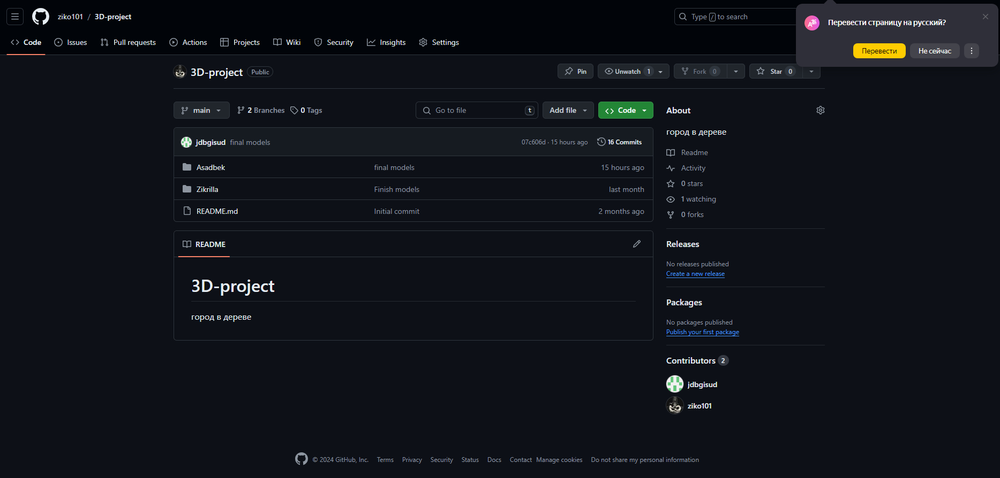 ziko101 / 3D-project
Type / to search
Перевести страницу на русский?
Перевести
Не сейчас
Code
Issues
Pull requests
Actions
Projects
Wiki
Security
Insights
Settings
3D-project Public
Pin
Unwatch 1
Fork 0
Star 0
main
2 Branches
0 Tags
Go to file t
Add file
Code
jdbgisud final models 07c606d · 15 hours ago 16 Commits
Asadbek final models 15 hours ago
Zikrilla Finish models last month
README.md Initial commit 2 months ago
README
3D-project
город в дереве
About
город в дереве
Readme
Activity
0 stars
1 watching
0 forks
Releases
No releases published
Create a new release
Packages
No packages published
Publish your first package
Contributors 2
jdbgisud
ziko101
© 2024 GitHub, Inc. Terms Privacy Security Status Docs Contact Manage cookies Do not share my personal information